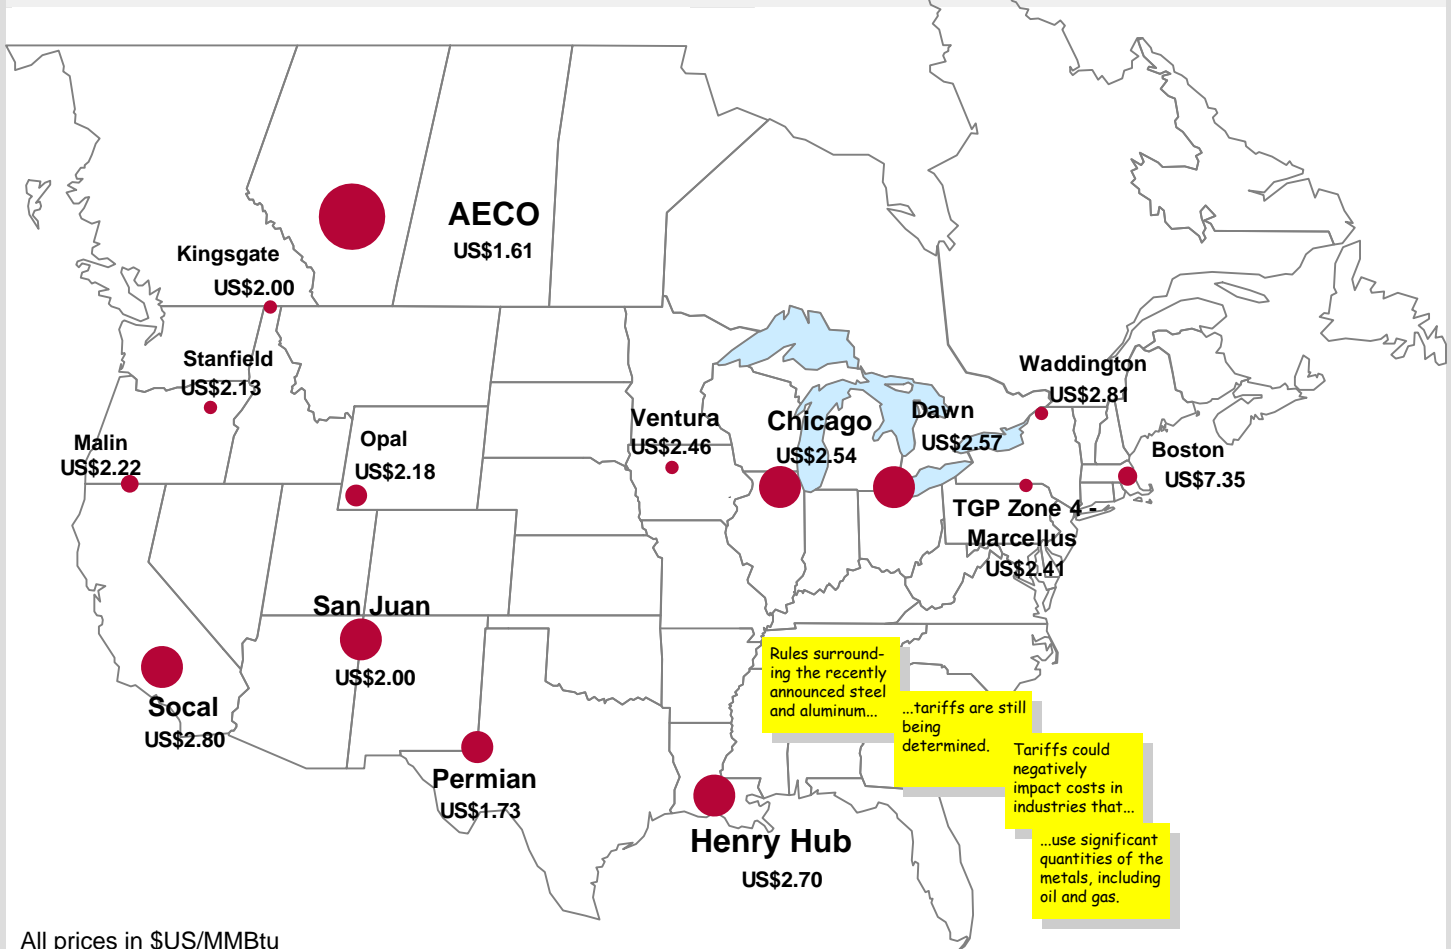 AECO
US$1.61
Kingsgate
US$2.00
Stanfield
US$2.13
Malin
US$2.22
Opal
US$2.18
Ventura
US$2.46
Chicago
US$2.54
Dawn
US$2.57
Waddington
US$2.81
Boston
US$7.35
TGP Zone 4 -
Marcellus
US$2.41
San Juan
US$2.00
Socal
US$2.80
Permian
US$1.73
Henry Hub
US$2.70
Rules surround-
ing the recently
announced steel
and aluminum...
...tariffs are still
being
determined.
Tariffs could
negatively
impact costs in
industries that...
...use significant
quantities of the
metals, including
oil and gas.
All prices in $US/MMBtu